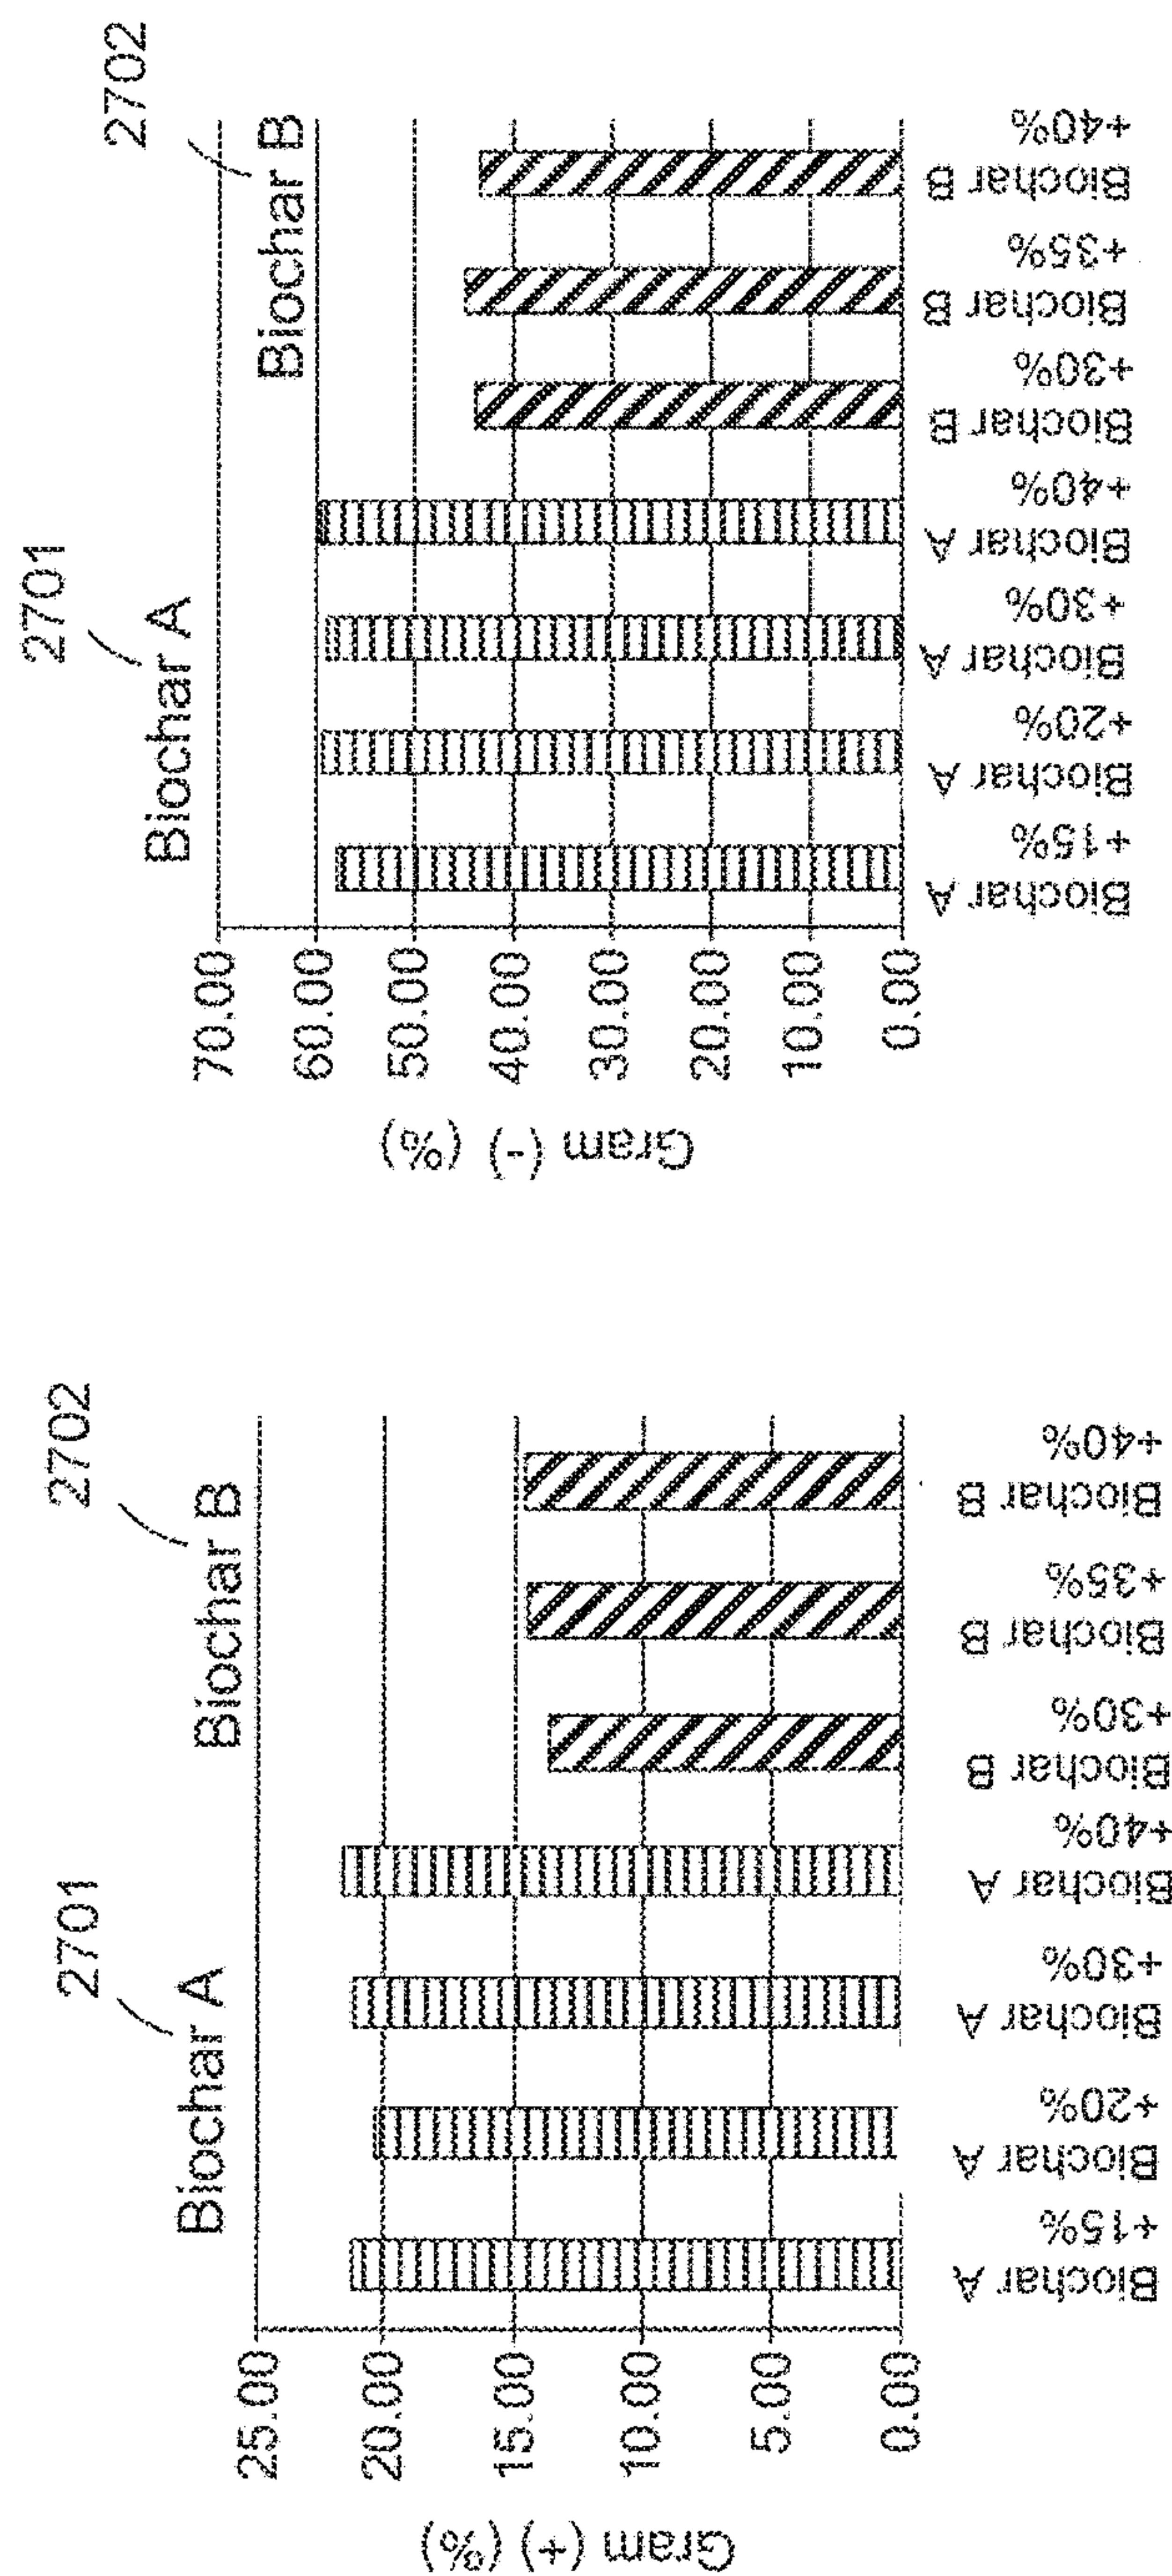 2701
2702
Biochar A
Biochar B
25.00
20.00
15.00
10.00
5.00
0.00
Gram (+) (%)
Biochar A
+15%
Biochar A
+20%
Biochar A
+30%
Biochar A
+40%
Biochar B
+30%
Biochar B
+35%
Biochar B
+40%
2701
2702
Biochar A
Biochar B
70.00
60.00
50.00
40.00
30.00
20.00
10.00
0.00
Gram (-) (%)
Biochar A
+15%
Biochar A
+20%
Biochar A
+30%
Biochar A
+40%
Biochar B
+30%
Biochar B
+35%
Biochar B
+40%